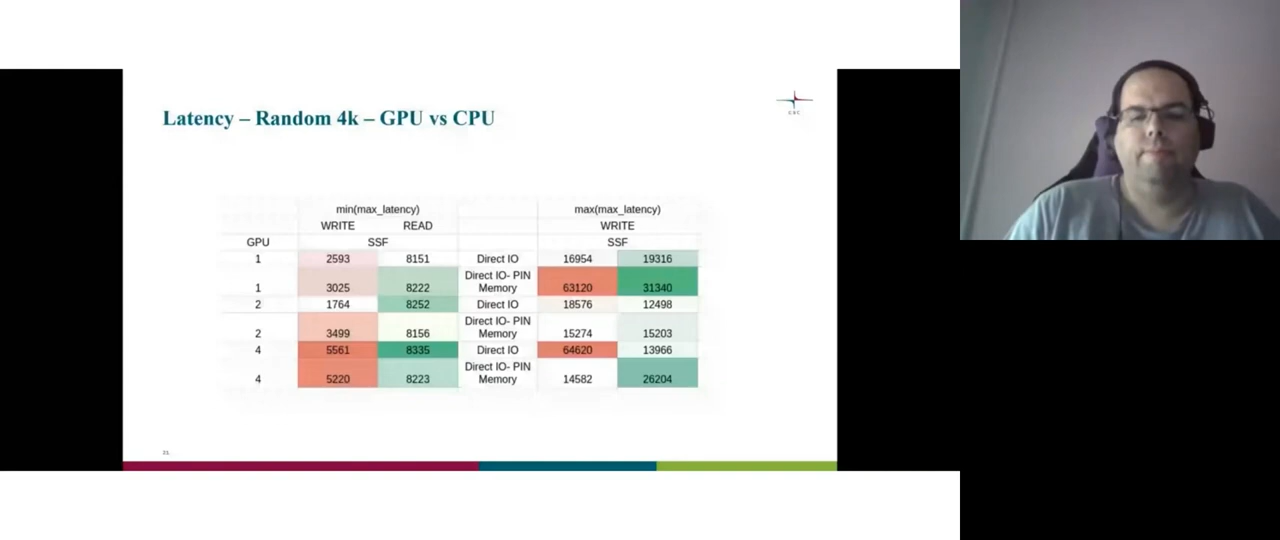 Latency – Random 4k – GPU vs CPU
CSC
min(max_latency) max(max_latency)
WRITE READ WRITE
GPU SSF SSF
1 2593 8151 Direct IO 16954 19316
Direct IO- PIN
1 3025 8222 Memory 63120 31340
2 1764 8252 Direct IO 18576 12498
Direct IO- PIN
2 3499 8156 Memory 15274 15203
4 5561 8335 Direct IO 64620 13966
Direct IO- PIN
4 5220 8223 Memory 14582 26204
21